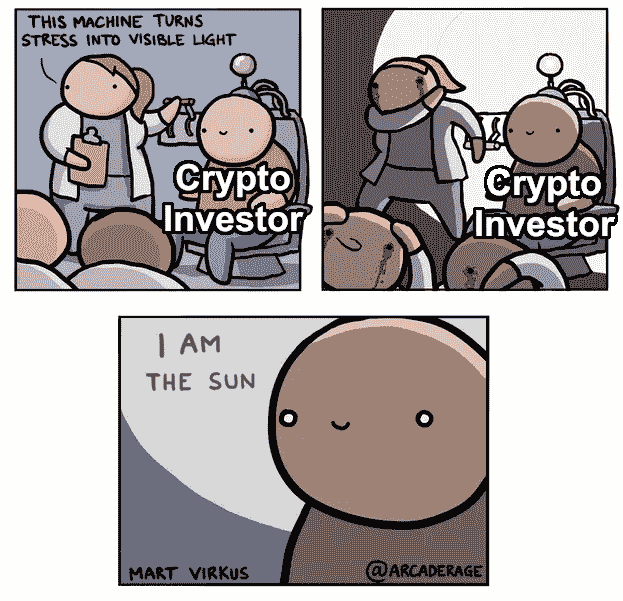 THIS MACHINE TURNS
STRESS INTO VISIBLE LIGHT
Crypto
Investor
Crypto
Investor
I AM
THE SUN
MART VIRKUS
@ARCADERAGE